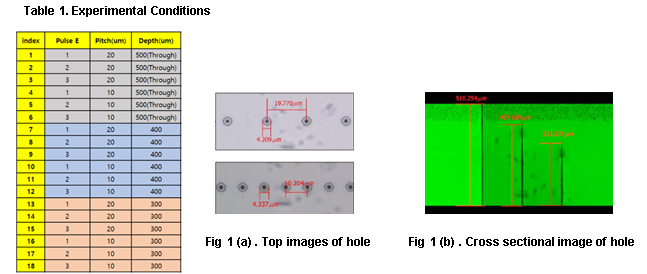 Table 1. Experimental Conditions
index Pulse E Pitch(um) Depth(um)
1 1 20 500(Through)
2 2 20 500(Through)
3 3 20 500(Through)
4 1 10 500(Through)
5 2 10 500(Through)
6 3 10 500(Through)
7 1 20 400
8 2 20 400
9 3 20 400
10 1 10 400
11 2 10 400
12 3 10 400
13 1 20 300
14 2 20 300
15 3 20 300
16 1 10 300
17 2 10 300
18 3 10 300
19.770μm
4.209μm
10.204μm
4.337μm
Fig 1 (a) . Top images of hole
510.294μm
Fig 1 (b) . Cross sectional image of hole